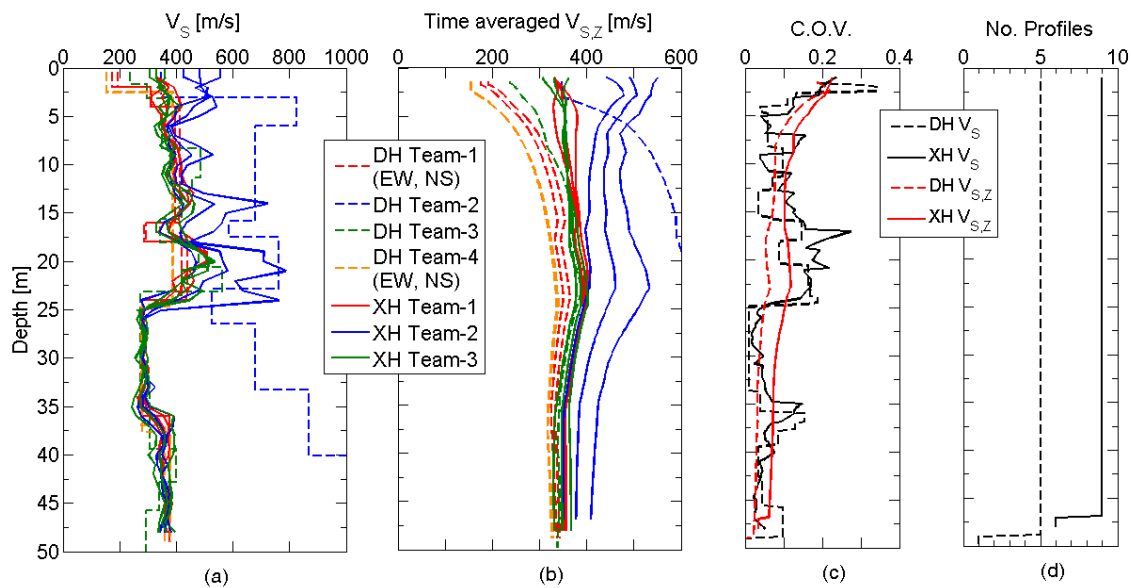 V_S [m/s]
0 200 400 600 800 1000
Depth [m]
0
5
10
15
20
25
30
35
40
45
50
(a)
DH Team-1
(EW, NS)
DH Team-2
DH Team-3
DH Team-4
(EW, NS)
XH Team-1
XH Team-2
XH Team-3
Time averaged V_S,Z [m/s]
0 200 400 600
(b)
C.O.V.
0 0.2 0.4
DH V_S
XH V_S
DH V_S,Z
XH V_S,Z
(c)
No. Profiles
0 5 10
(d)